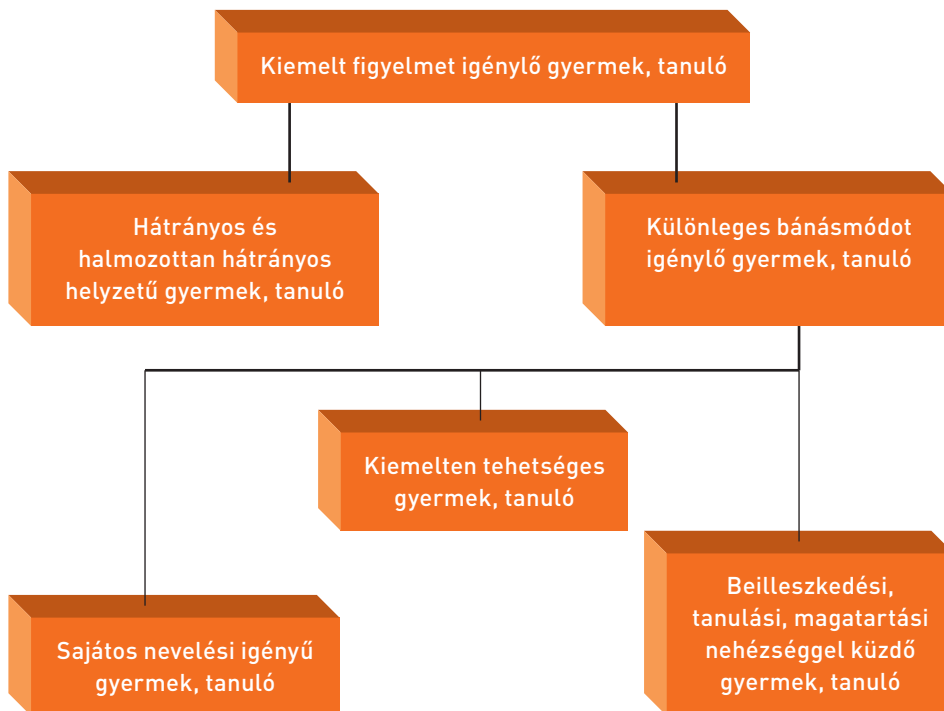 Kiemelt figyelmet igénylő gyermek, tanuló
Hátrányos és
halmozottan hátrányos
helyzetű gyermek, tanuló
Különleges bánásmódot
igénylő gyermek, tanuló
Kiemelten tehetséges
gyermek, tanuló
Sajátos nevelési igényű
gyermek, tanuló
Beilleszkedési,
tanulási, magatartási
nehézséggel küzdő
gyermek, tanuló